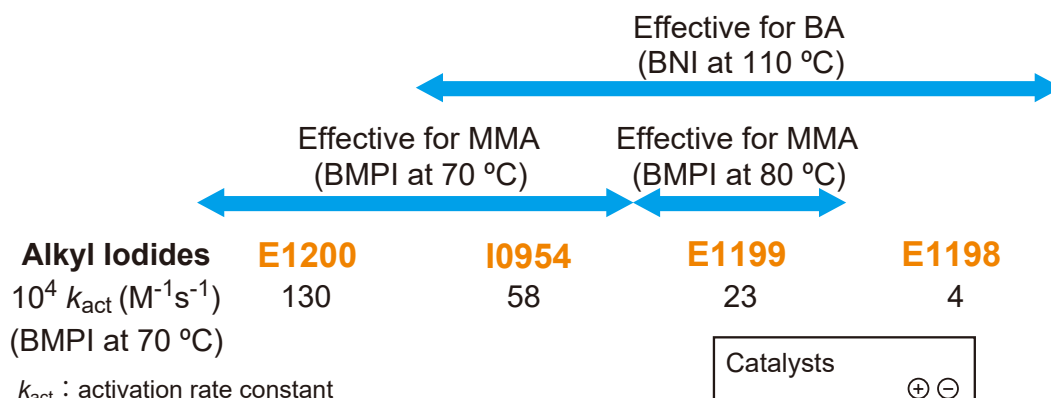 Effective for BA
(BNI at 110 ºC)
Effective for MMA
(BMPI at 70 ºC)
Effective for MMA
(BMPI at 80 ºC)
Alkyl Iodides E1200 I0954 E1199 E1198
10⁴ kact (M⁻¹s⁻¹) 130 58 23 4
(BMPI at 70 ºC)
Catalysts
kact : activation rate constant
⊕ ⊖